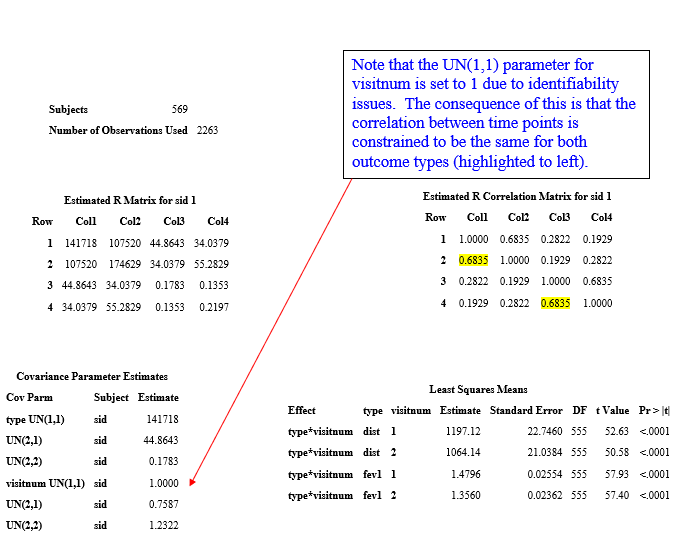 Note that the UN(1,1) parameter for
visitnum is set to 1 due to identifiability
issues. The consequence of this is that the
correlation between time points is
constrained to be the same for both
outcome types (highlighted to left).
Subjects 569
Number of Observations Used 2263
Estimated R Matrix for sid 1
Row Col1 Col2 Col3 Col4
1 141718 107520 44.8643 34.0379
2 107520 174629 34.0379 55.2829
3 44.8643 34.0379 0.1783 0.1353
4 34.0379 55.2829 0.1353 0.2197
Estimated R Correlation Matrix for sid 1
Row Col1 Col2 Col3 Col4
1 1.0000 0.6835 0.2822 0.1929
2 0.6835 1.0000 0.1929 0.2822
3 0.2822 0.1929 1.0000 0.6835
4 0.1929 0.2822 0.6835 1.0000
Covariance Parameter Estimates
Cov Parm Subject Estimate
type UN(1,1) sid 141718
UN(2,1) sid 44.8643
UN(2,2) sid 0.1783
visitnum UN(1,1) sid 1.0000
UN(2,1) sid 0.7587
UN(2,2) sid 1.2322
Least Squares Means
Effect type visitnum Estimate Standard Error DF t Value Pr > |t|
type*visitnum dist 1 1197.12 22.7460 555 52.63 <.0001
type*visitnum dist 2 1064.14 21.0384 555 50.58 <.0001
type*visitnum fev1 1 1.4796 0.02554 555 57.93 <.0001
type*visitnum fev1 2 1.3560 0.02362 555 57.40 <.0001